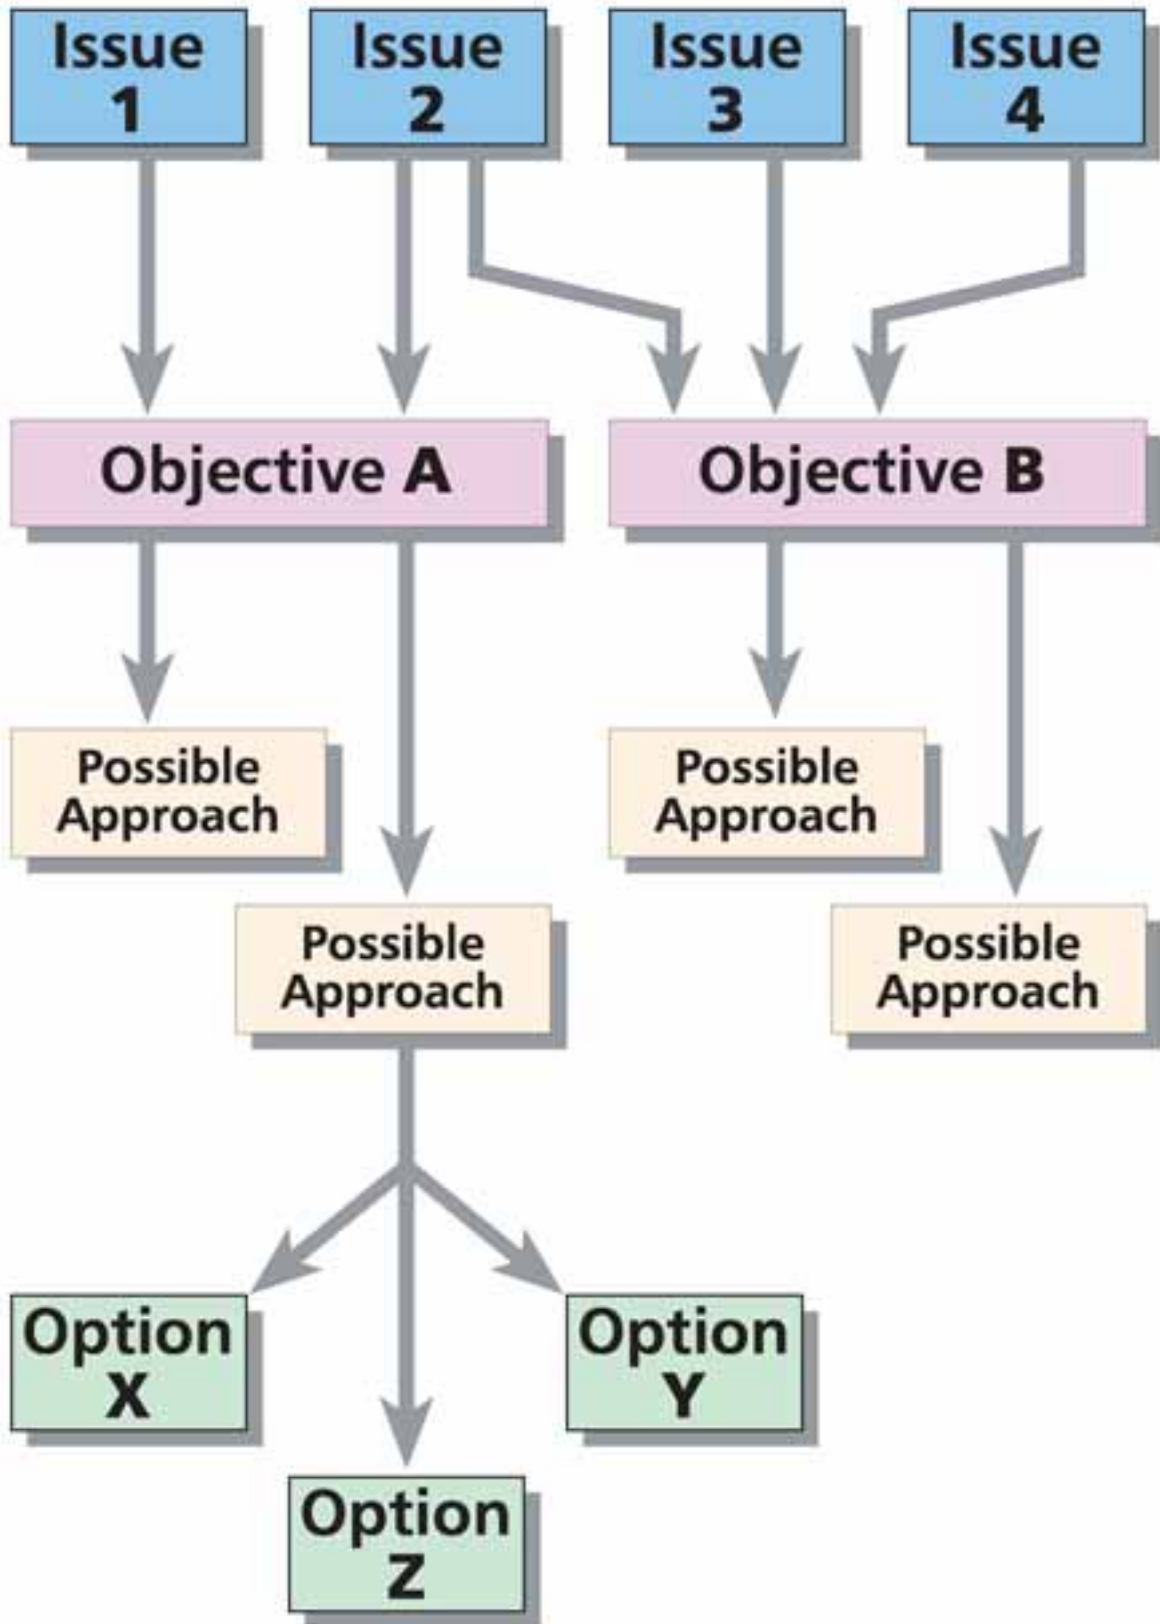 Issue
1
Issue
2
Issue
3
Issue
4
Objective A
Objective B
Possible
Approach
Possible
Approach
Possible
Approach
Possible
Approach
Option
X
Option
Y
Option
Z